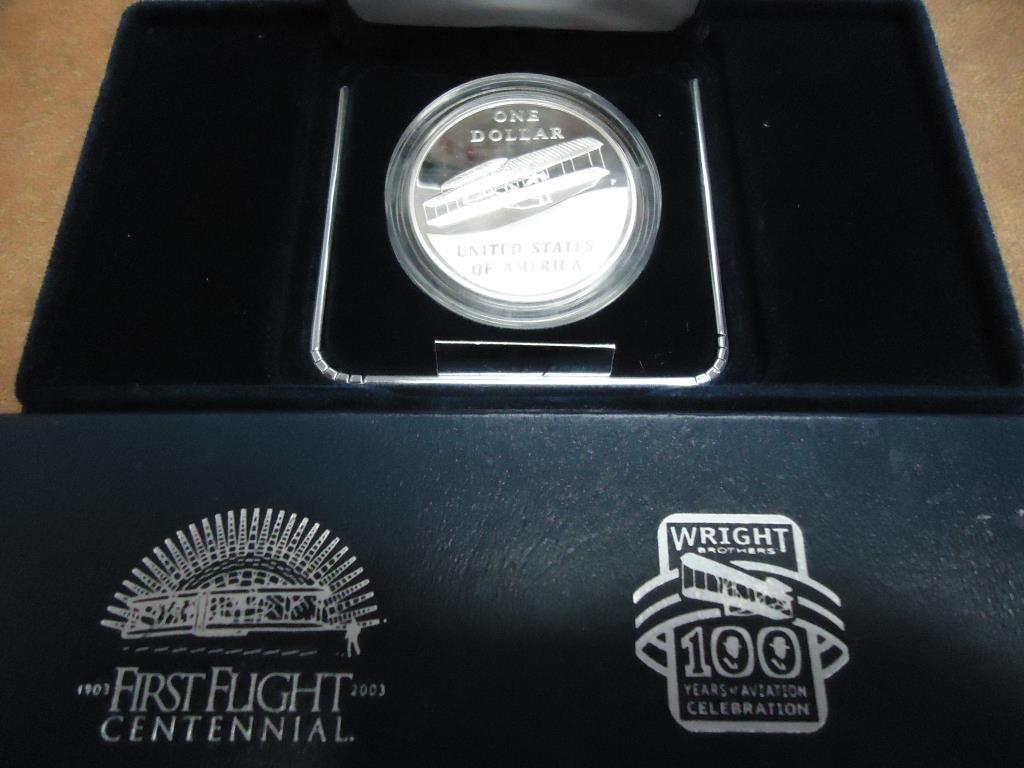 ONE
DOLLAR
UNITED STATES
OF AMERICA
1903 FIRST FLIGHT 2003
CENTENNIAL.
WRIGHT
BROTHERS
100
YEARS of AVIATION
CELEBRATION